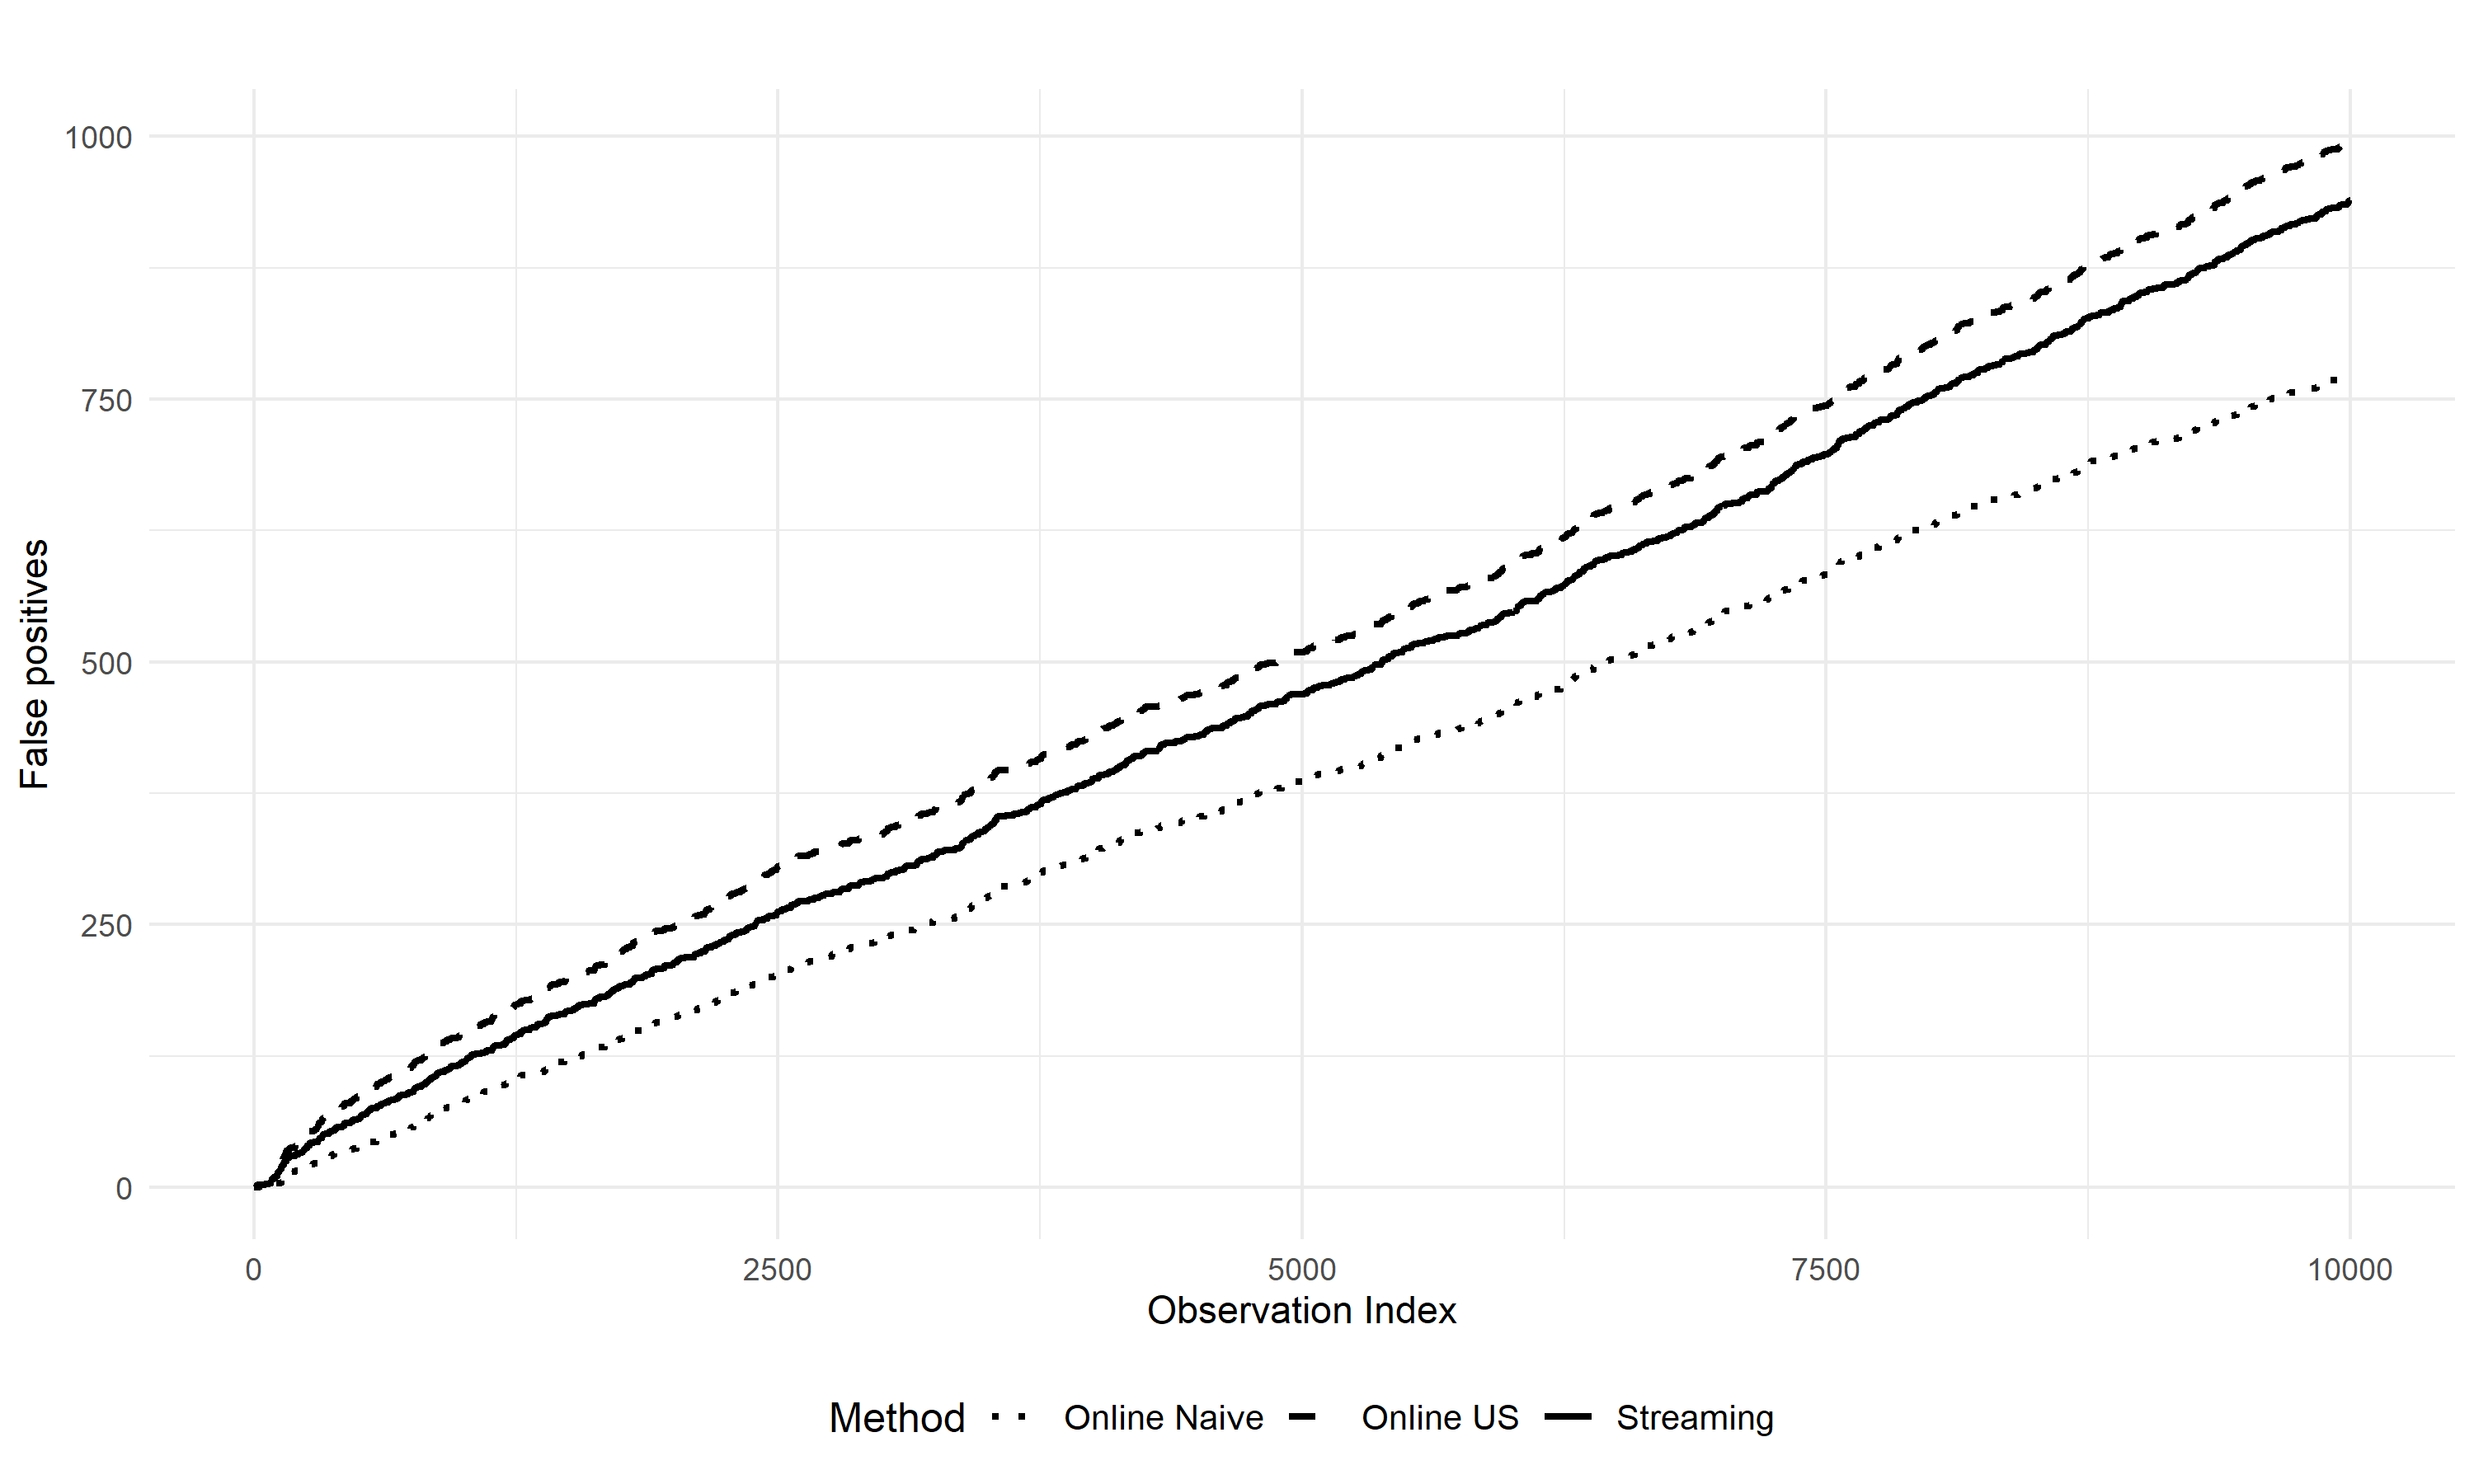 1000
750
500
250
0
False positives
0 2500 5000 7500 10000
Observation Index
Method Online Naive Online US Streaming